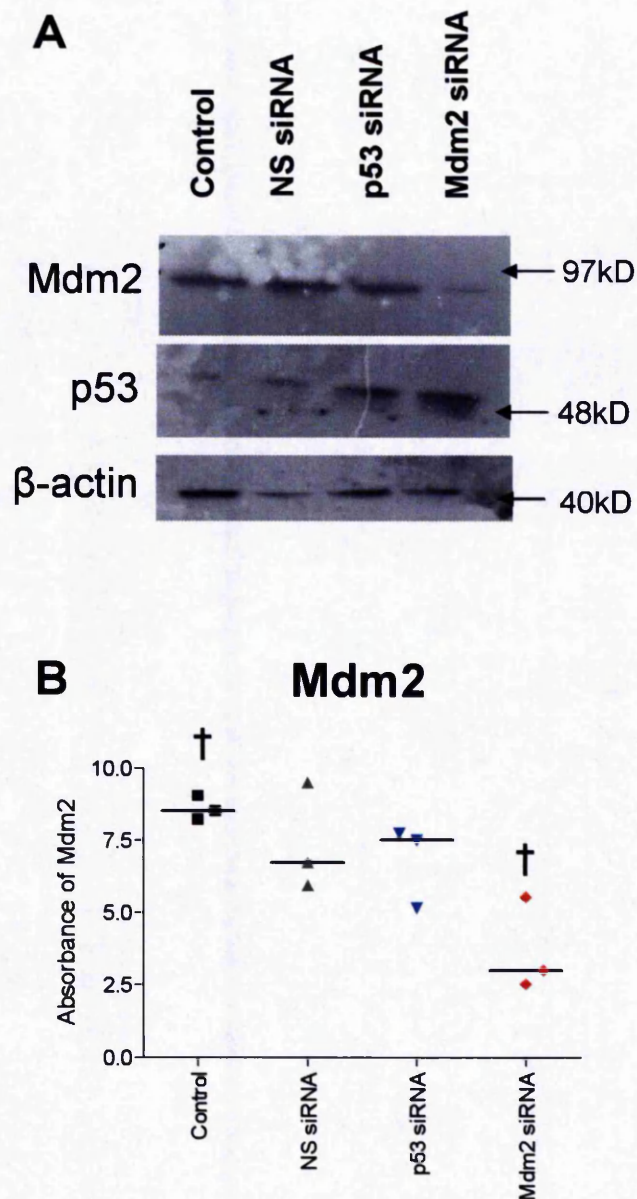 A
Control
NS siRNA
p53 siRNA
Mdm2 siRNA
Mdm2
97kD
p53
48kD
β-actin
40kD
B
Mdm2
†
†
Absorbance of Mdm2
10.0
7.5
5.0
2.5
0.0
Control
NS siRNA
p53 siRNA
Mdm2 siRNA